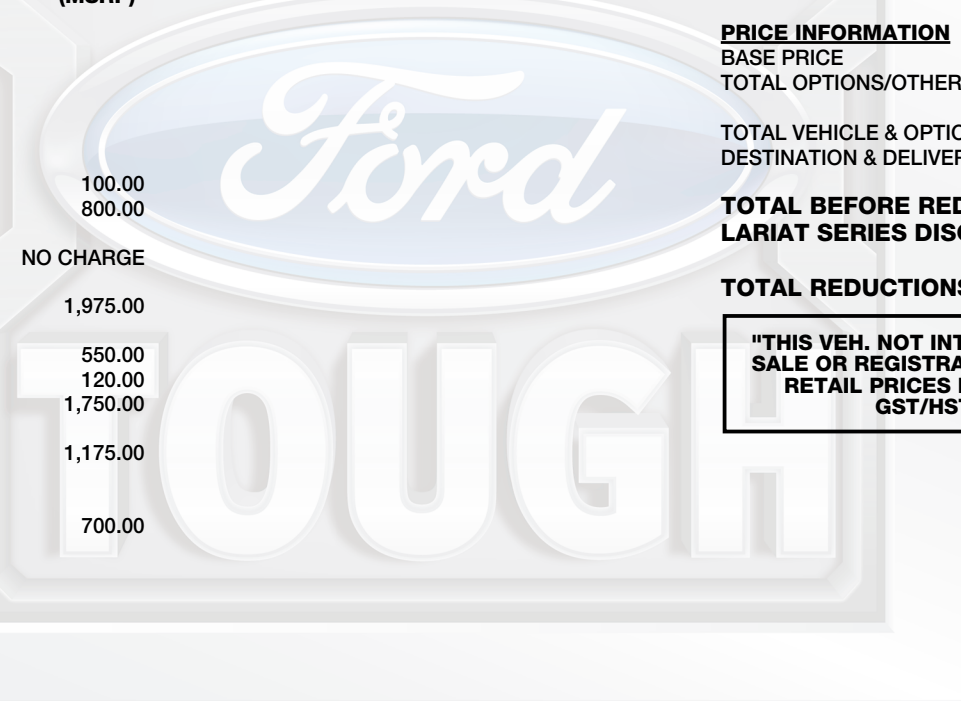 (MSRP)
100.00
800.00
NO CHARGE
1,975.00
550.00
120.00
1,750.00
1,175.00
700.00
Ford
TOUGH
PRICE INFORMATION
BASE PRICE
TOTAL OPTIONS/OTHER
TOTAL VEHICLE & OPTIO
DESTINATION & DELIVER
TOTAL BEFORE RED
LARIAT SERIES DISC
TOTAL REDUCTIONS
"THIS VEH. NOT INT
SALE OR REGISTRA
RETAIL PRICES
GST/HST